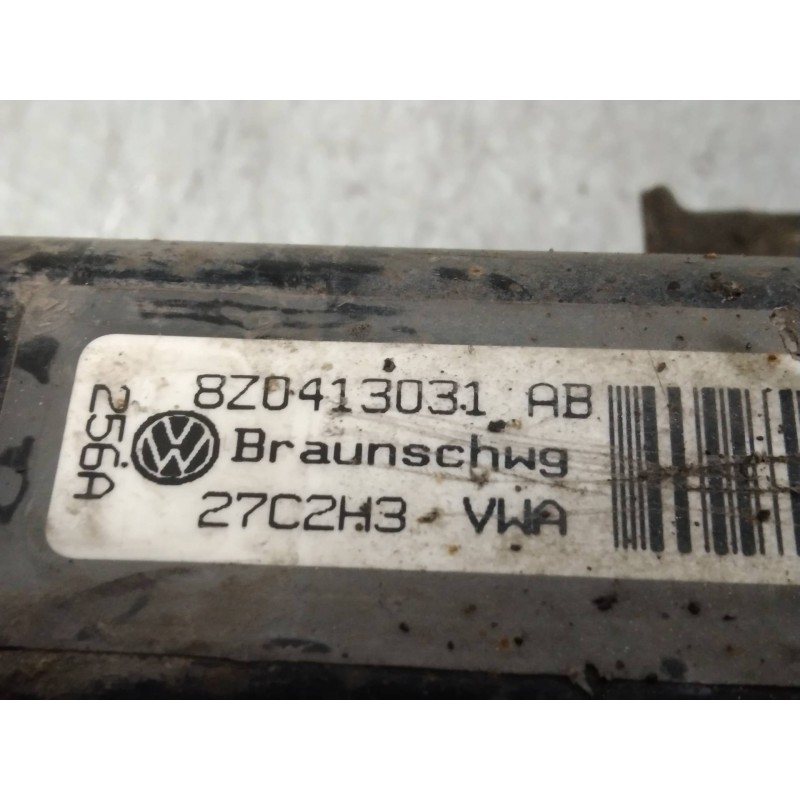 8Z0413031 AB
Braunschwg
27C2H3 VWA
256A